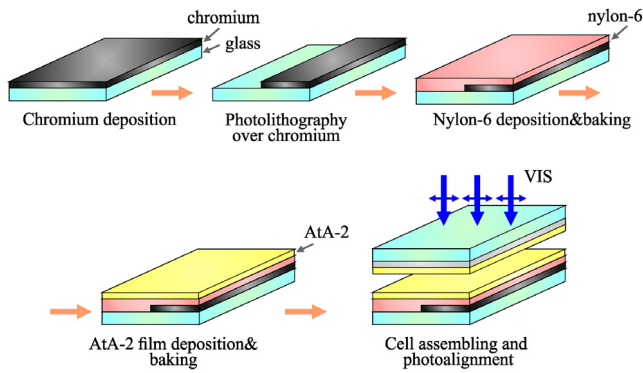 chromium
glass
nylon-6
Chromium deposition
Photolithography
over chromium
Nylon-6 deposition&baking
VIS
AtA-2
AtA-2 film deposition&
baking
Cell assembling and
photoalignment